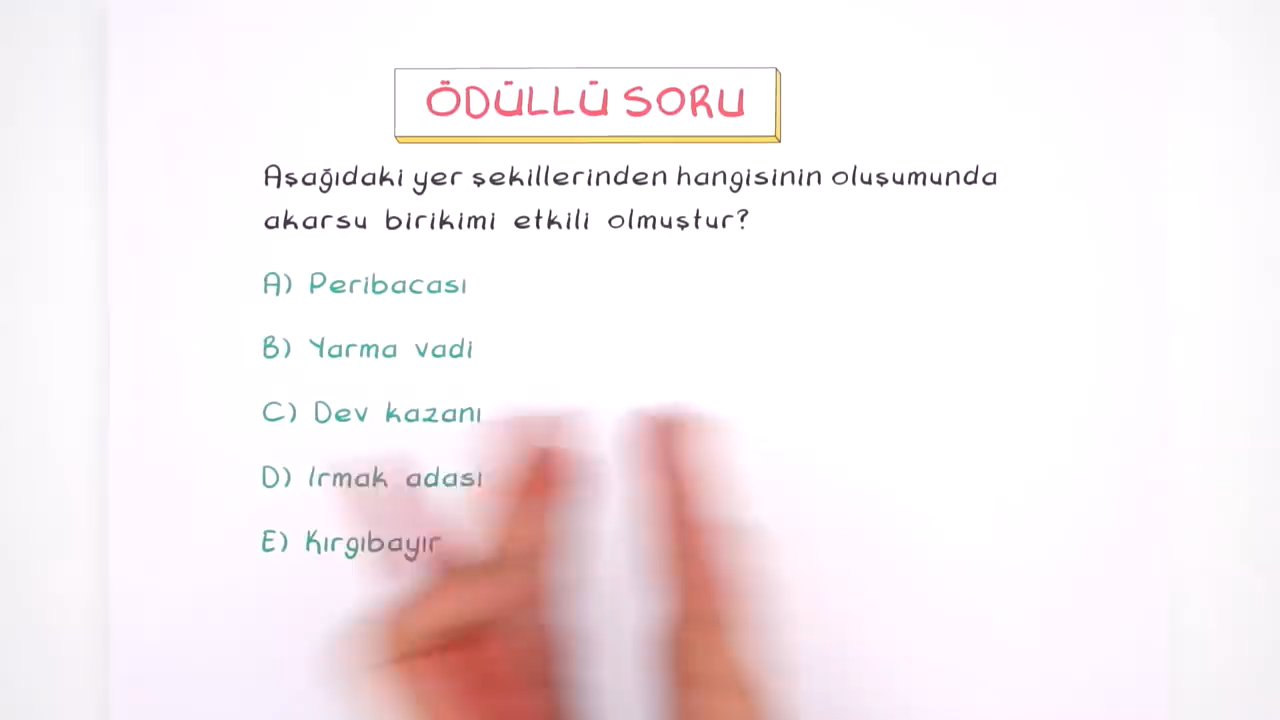 ÖDÜLLÜ SORU
Aşağıdaki yer şekillerinden hangisinin oluşumunda
akarsu birikimi etkili olmuştur?
A) Peribacası
B) Yarma vadi
C) Dev kazanı
D) Irmak adası
E) Kırgıbayır